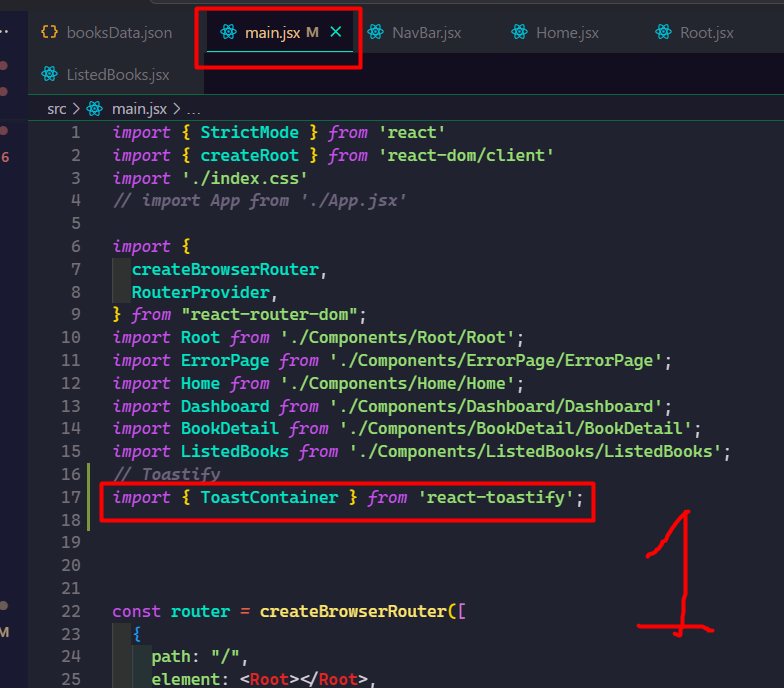 booksData.json
main.jsx M
NavBar.jsx
Home.jsx
Root.jsx
ListedBooks.jsx
src > main.jsx > ...
6
M
1 import { StrictMode } from 'react'
2 import { createRoot } from 'react-dom/client'
3 import './index.css'
4 // import App from './App.jsx'
5
6 import {
7 createBrowserRouter,
8 RouterProvider,
9 } from "react-router-dom";
10 import Root from './Components/Root/Root';
11 import ErrorPage from './Components/ErrorPage/ErrorPage';
12 import Home from './Components/Home/Home';
13 import Dashboard from './Components/Dashboard/Dashboard';
14 import BookDetail from './Components/BookDetail/BookDetail';
15 import ListedBooks from './Components/ListedBooks/ListedBooks';
16 // Toastify
17 import { ToastContainer } from 'react-toastify';
18
19
20
21
22 const router = createBrowserRouter([
23 {
24 path: "/",
25 element: <Root></Root>,
1